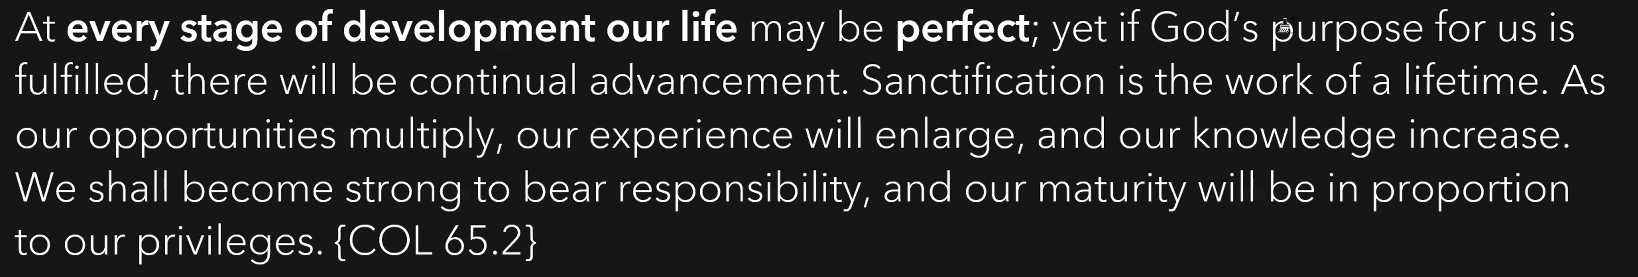 At every stage of development our life may be perfect; yet if God’s purpose for us is
fulfilled, there will be continual advancement. Sanctification is the work of a lifetime. As
our opportunities multiply, our experience will enlarge, and our knowledge increase.
We shall become strong to bear responsibility, and our maturity will be in proportion
to our privileges. {COL 65.2}